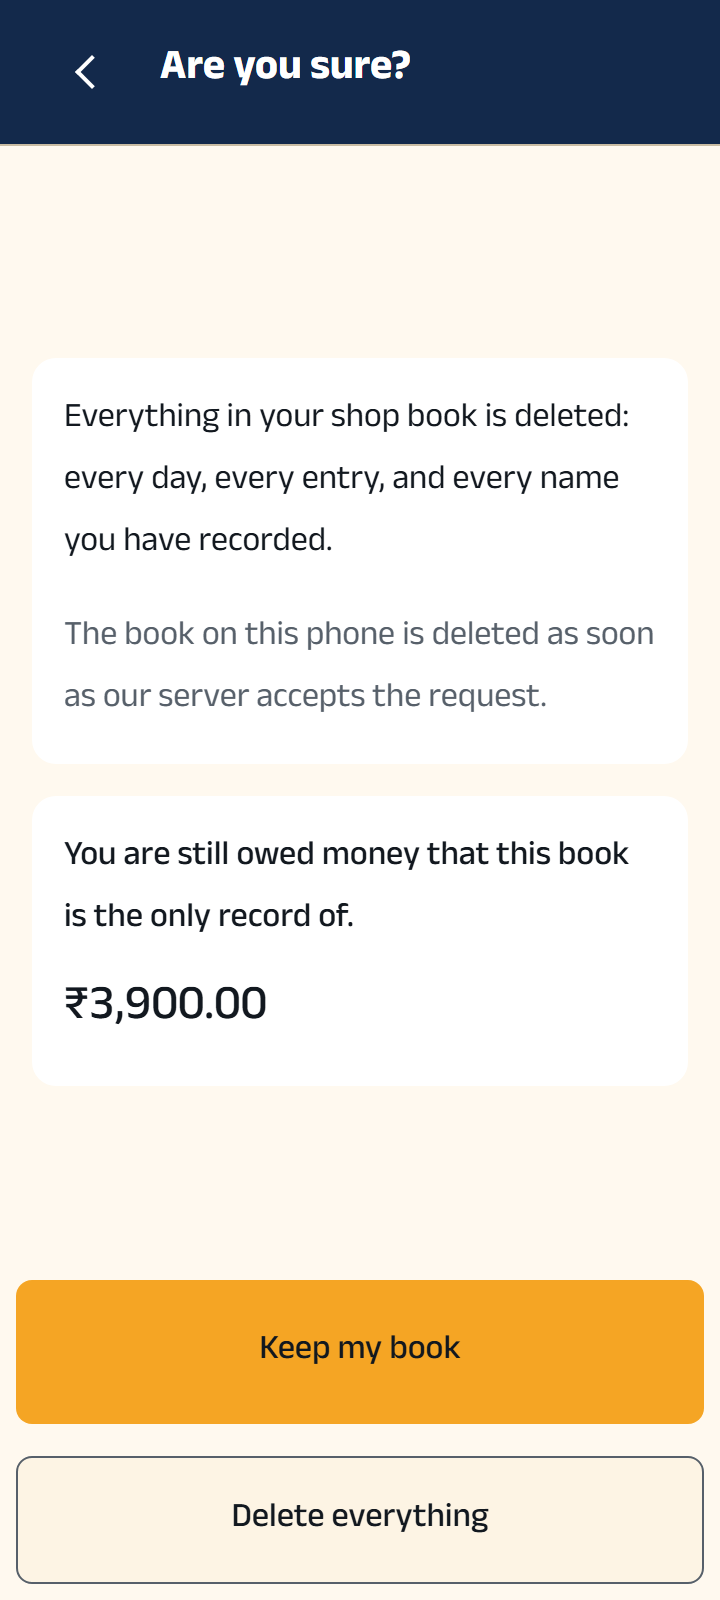 Are you sure?
Everything in your shop book is deleted:
every day, every entry, and every name
you have recorded.
The book on this phone is deleted as soon
as our server accepts the request.
You are still owed money that this book
is the only record of.
₹3,900.00
Keep my book
Delete everything